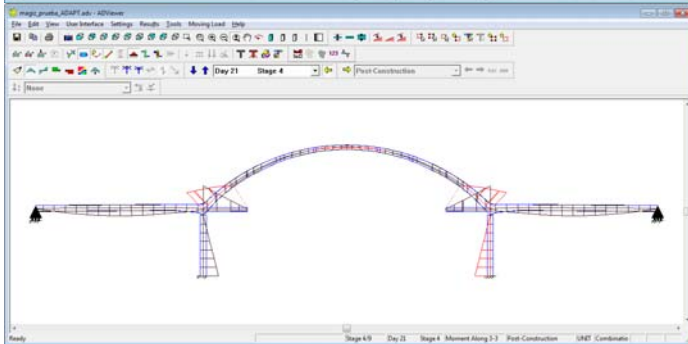 magic_prueba_ADAPT.adv - ADViewer
File Edit View User Interface Settings Results Tools Moving Load Help
Day 21 Stage 4 Post-Construction
None
Ready Stage 4/9 Day 21 Stage 4 Moment Along 3-3 Post-Construction UNIT Combinatio